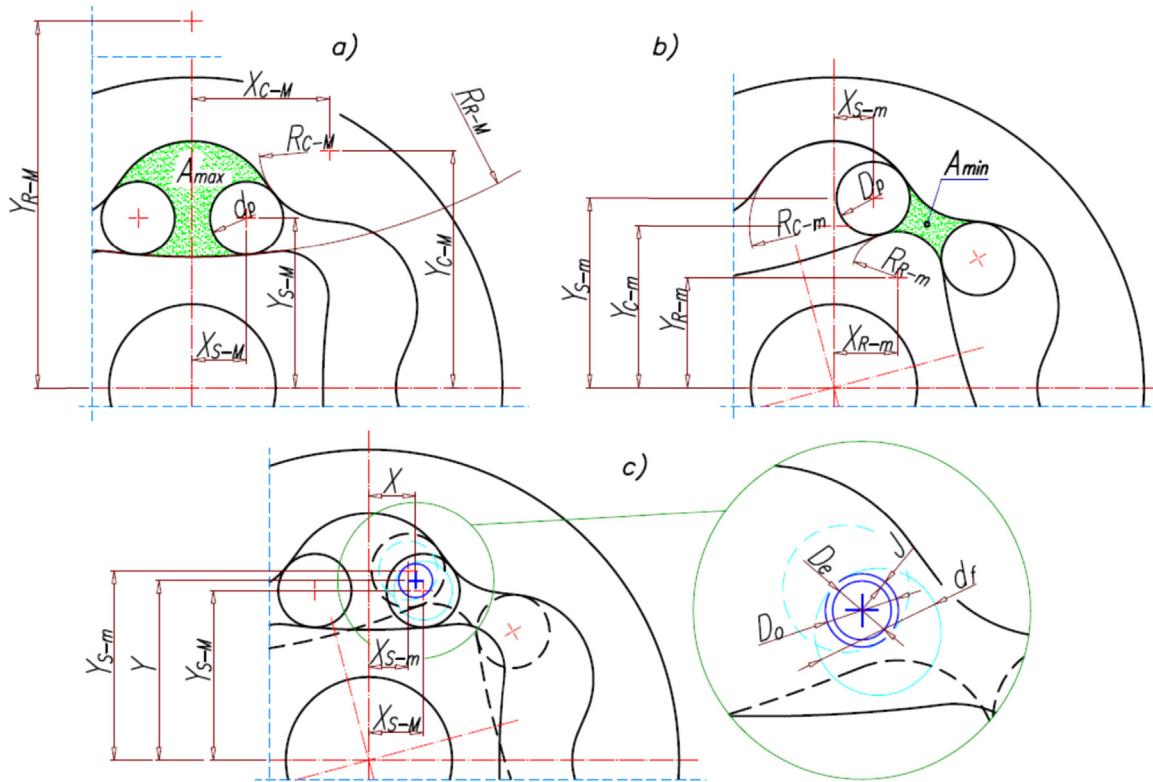 a)
X_C-M
R_R-M
R_C-M
A_max
Y_R-M
d_p
Y_S-M
Y_C-M
X_S-M
b)
X_S-m
A_min
D_p
R_C-m
R_R-m
Y_S-m
Y_C-m
Y_R-m
X_R-m
c)
X
Y_S-m
Y
Y_S-M
X_S-m
X_S-M
D_e
J
d_f
D_o